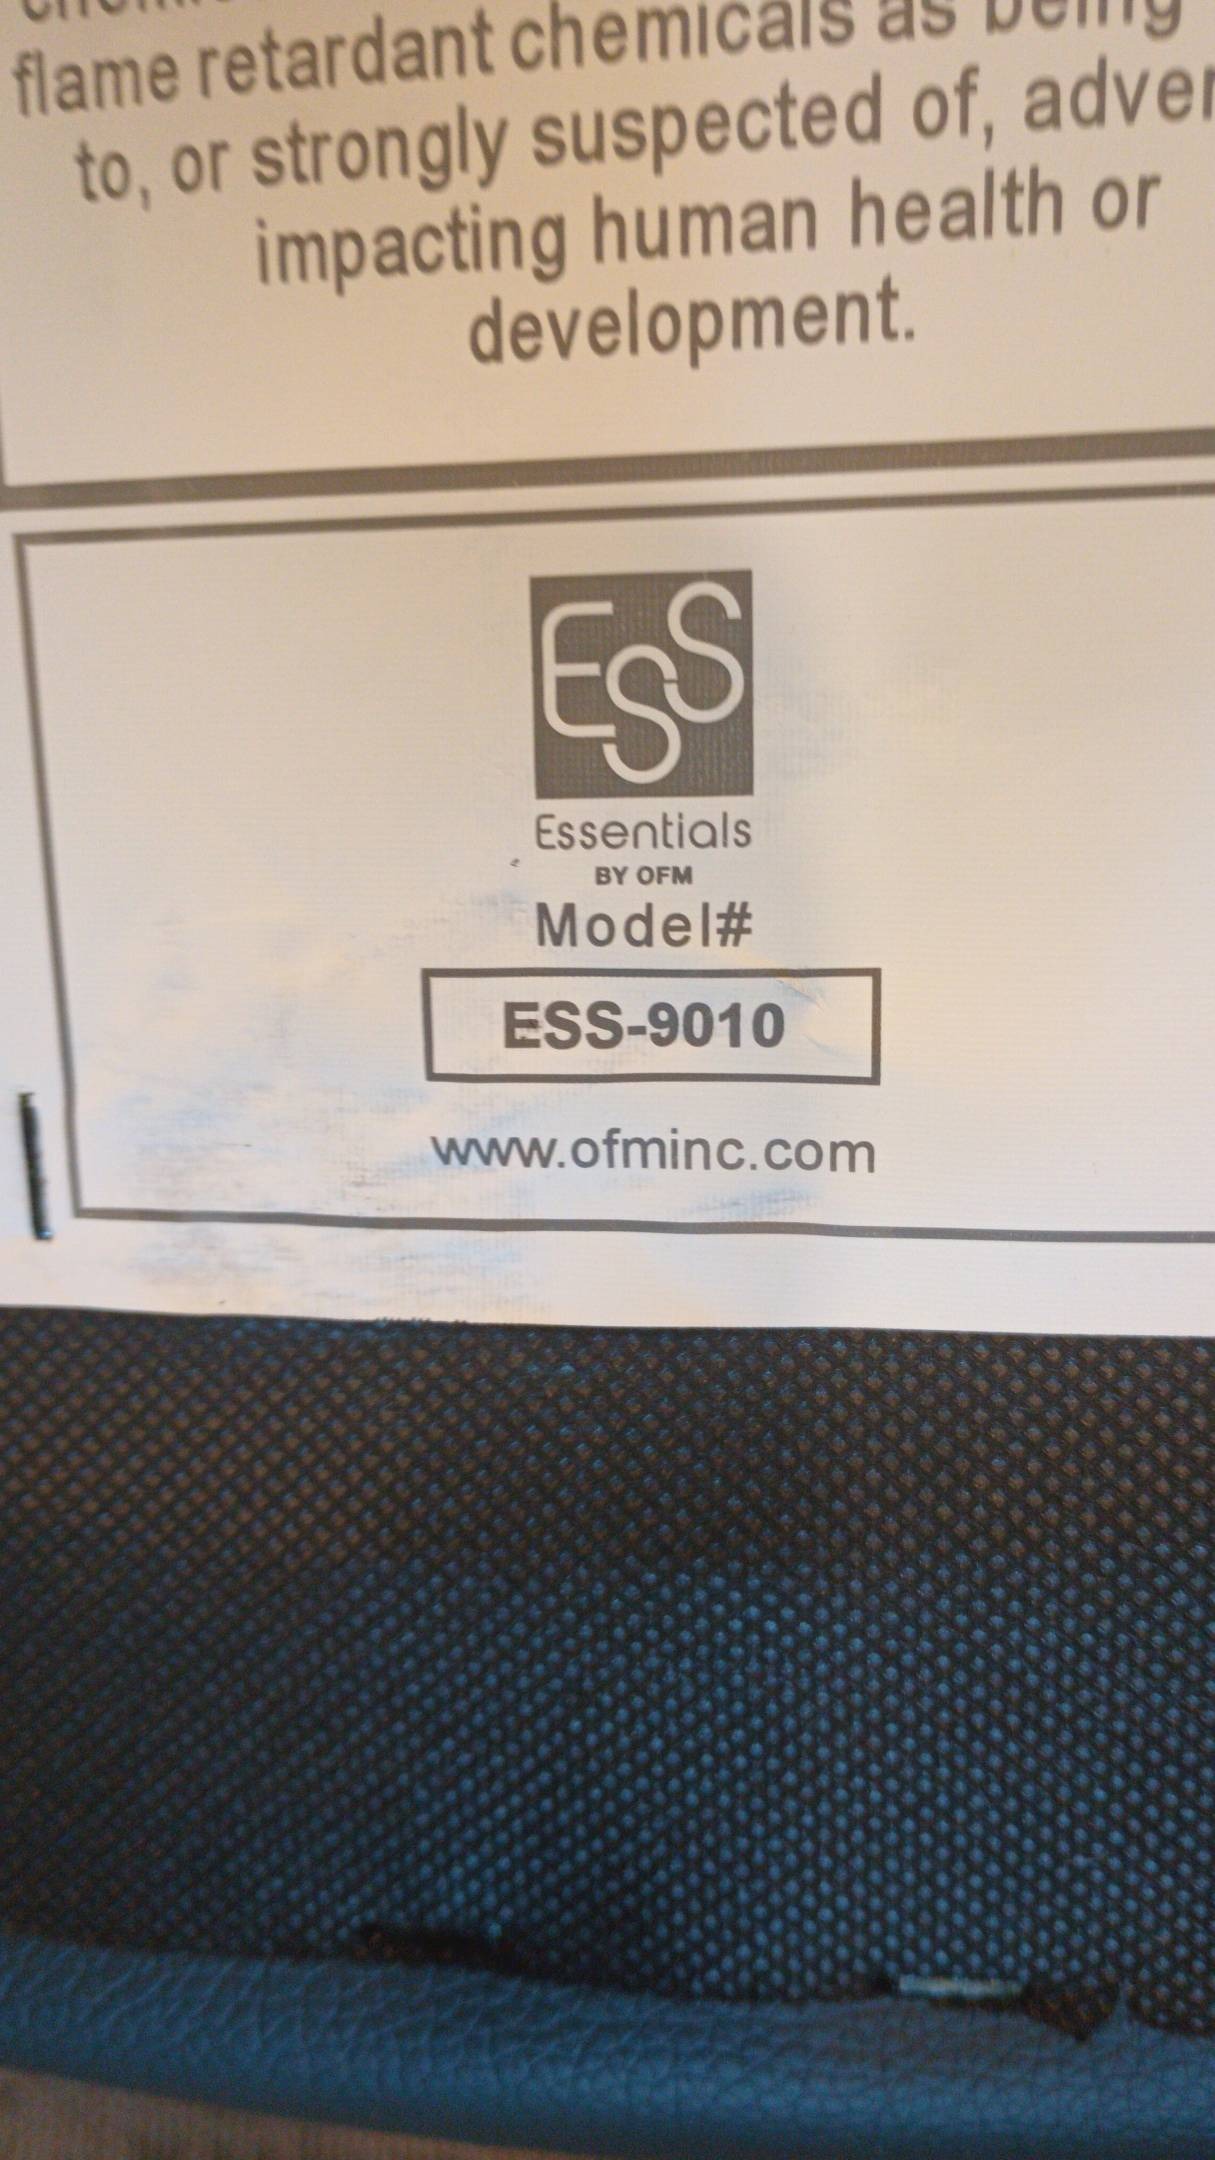 flame retardant chemicals as being
to, or strongly suspected of,
impacting human health or
development.
ESS
Essentials
BY OFM
Model#
ESS-9010
www.ofminc.com